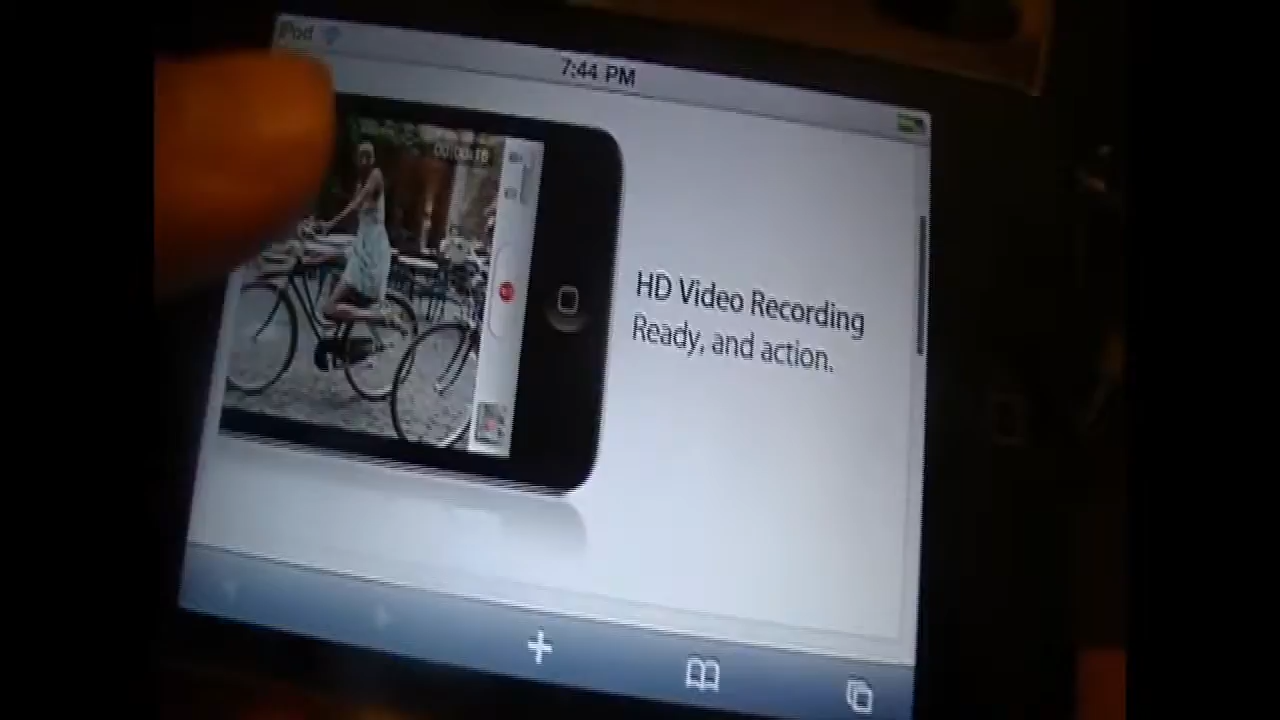 iPod
7:44 PM
00:00:18
HD Video Recording
Ready, and action.